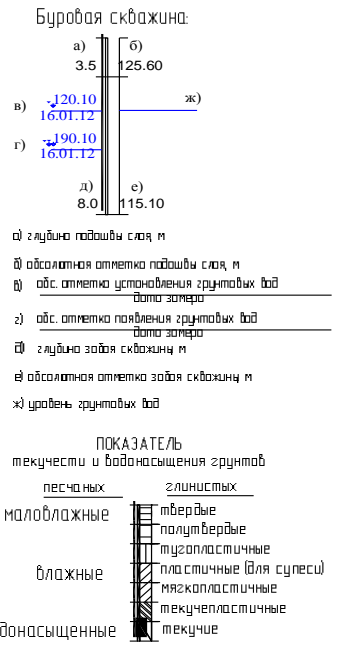 Буровая скважина:
а) б)
3.5 125.60
в) 120.10 ж)
16.01.12
г) 190.10
16.01.12
д) е)
8.0 115.10
а) глубина подошвы слоя, м
б) абсолютная отметка подошвы слоя, м
в) абс. отметка установления грунтовых вод
дата замера
г) абс. отметка появления грунтовых вод
дата замера
д) глубина забоя скважины, м
е) абсолютная отметка забоя скважины, м
ж) уровень грунтовых вод
ПОКАЗАТЕЛЬ
текучести и водонасыщения грунтов
песчаных глинистых
маловлажные твердые
полутвердые
тугопластичные
влажные пластичные (для супеси)
мягкопластичные
текучепластичные
донасыщенные текучие